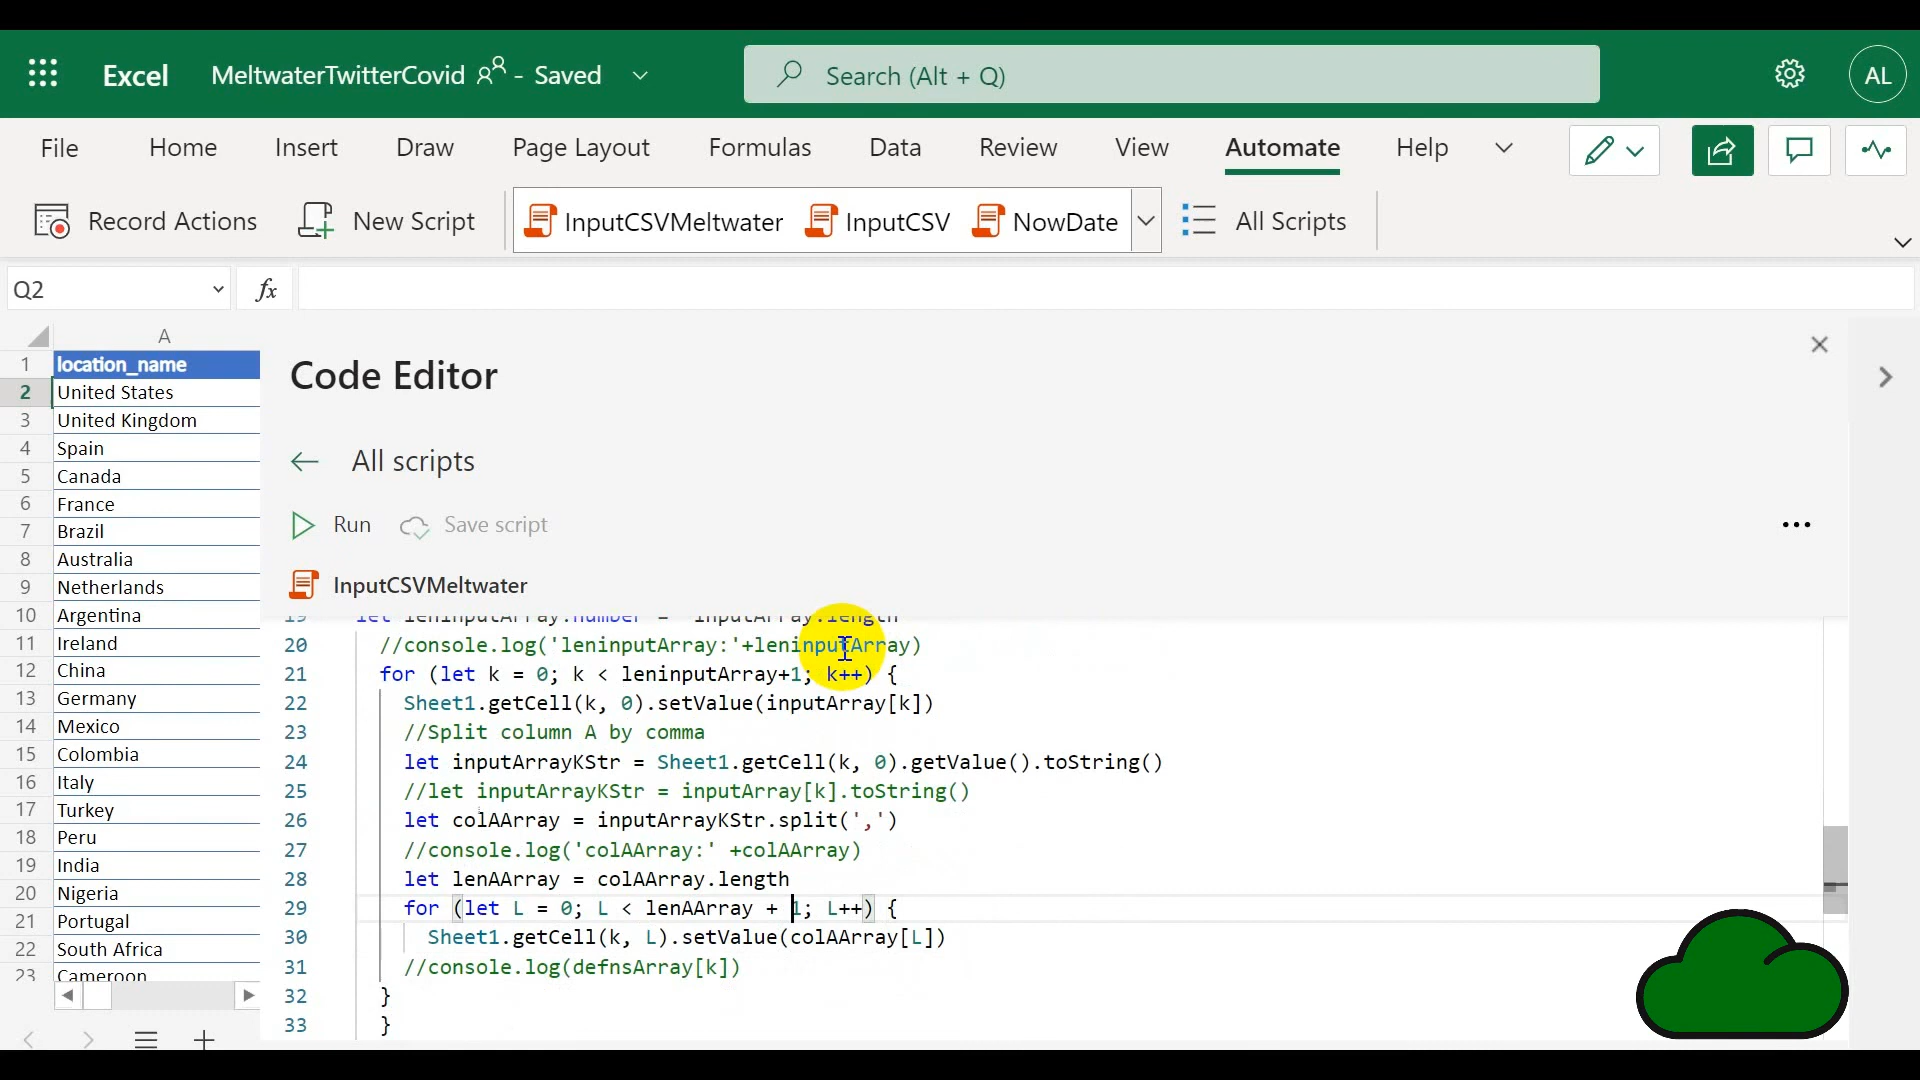 Excel MeltwaterTwitterCovid - Saved Search (Alt + Q) AL
File Home Insert Draw Page Layout Formulas Data Review View Automate Help
Record Actions New Script InputCSVMeltwater InputCSV NowDate All Scripts
Q2 fx
A
1 location_name
2 United States
3 United Kingdom
4 Spain
5 Canada
6 France
7 Brazil
8 Australia
9 Netherlands
10 Argentina
11 Ireland
12 China
13 Germany
14 Mexico
15 Colombia
16 Italy
17 Turkey
18 Peru
19 India
20 Nigeria
21 Portugal
22 South Africa
23 Cameroon
Code Editor
All scripts
Run Save script
InputCSVMeltwater
19 let leninputArray:number = inputArray.length
20 //console.log('leninputArray:'+leninputArray)
21 for (let k = 0; k < leninputArray+1; k++) {
22 Sheet1.getCell(k, 0).setValue(inputArray[k])
23 //Split column A by comma
24 let inputArrayKStr = Sheet1.getCell(k, 0).getValue().toString()
25 //let inputArrayKStr = inputArray[k].toString()
26 let colAArray = inputArrayKStr.split(',')
27 //console.log('colAArray:' +colAArray)
28 let lenAArray = colAArray.length
29 for (let L = 0; L < lenAArray + 1; L++) {
30 Sheet1.getCell(k, L).setValue(colAArray[L])
31 //console.log(defnsArray[k])
32 }
33 }